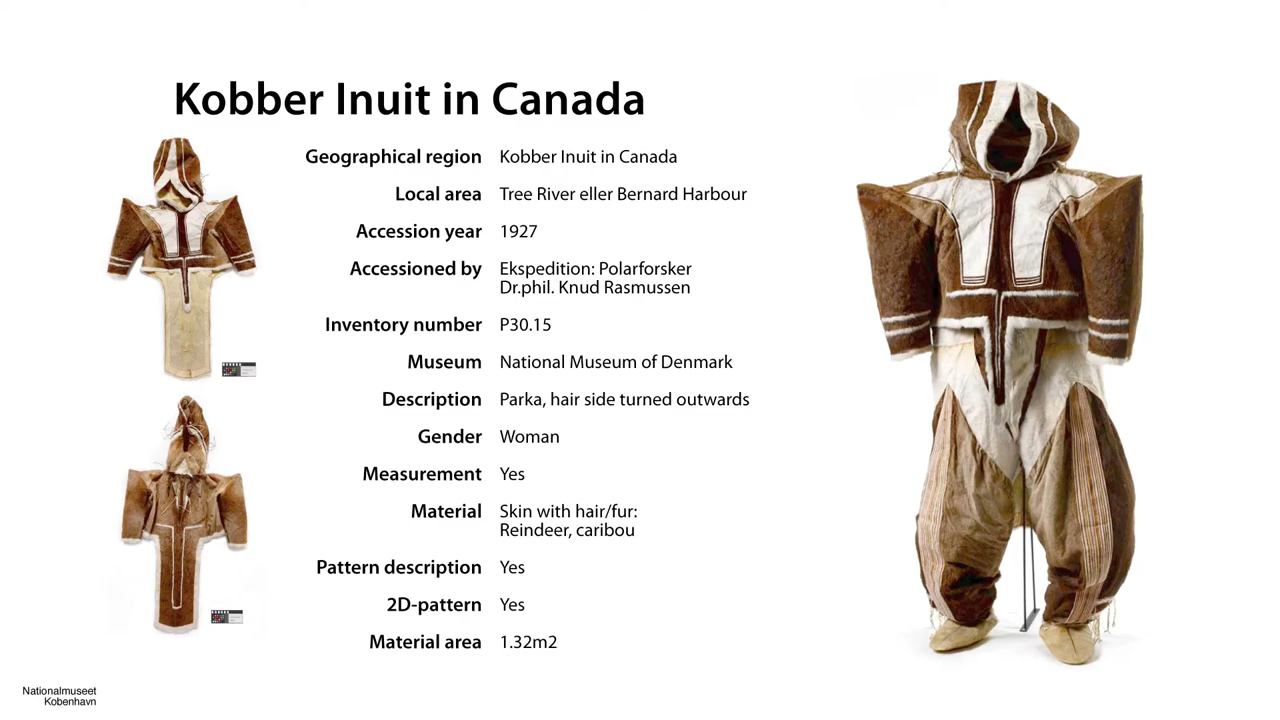 Kobber Inuit in Canada
Geographical region Kobber Inuit in Canada
Local area Tree River eller Bernard Harbour
Accession year 1927
Accessioned by Ekspedition: Polarforsker
Dr.phil. Knud Rasmussen
Inventory number P30.15
Museum National Museum of Denmark
Description Parka, hair side turned outwards
Gender Woman
Measurement Yes
Material Skin with hair/fur:
Reindeer, caribou
Pattern description Yes
2D-pattern Yes
Material area 1.32m2
Nationalmuseet
Kobenhavn